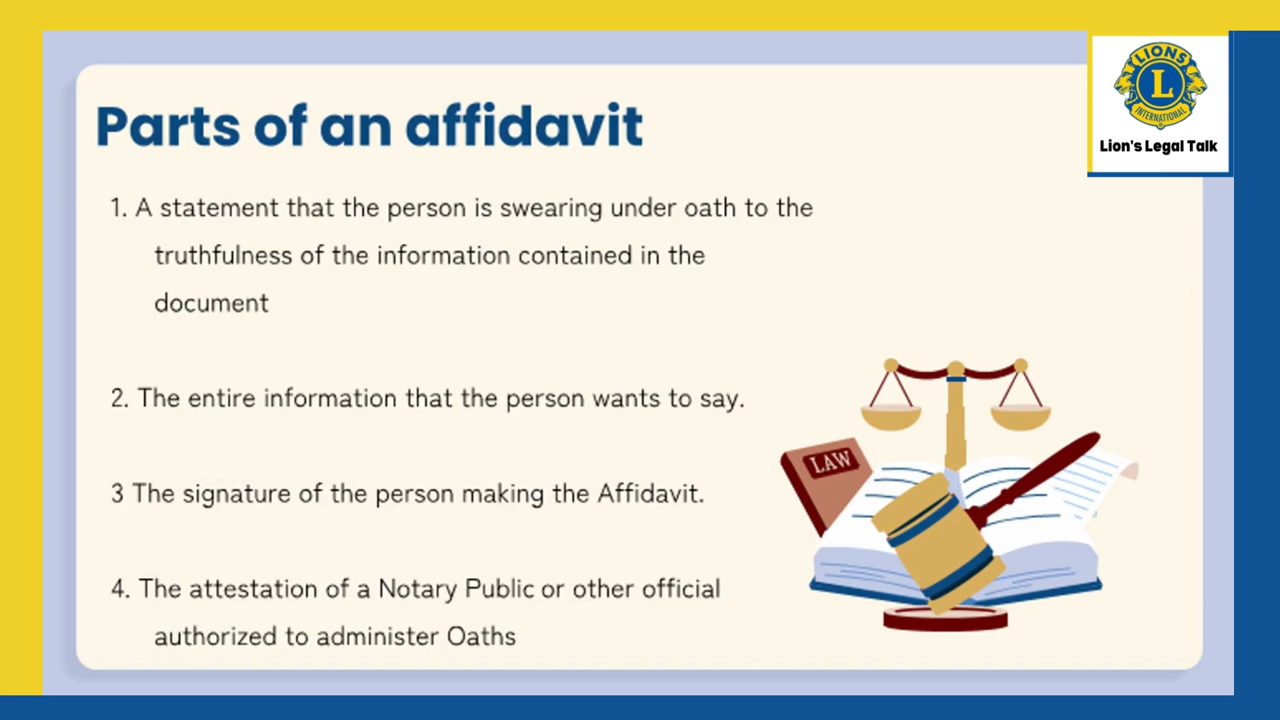 LIONS
L
INTERNATIONAL
Lion's Legal Talk
Parts of an affidavit
1. A statement that the person is swearing under oath to the
truthfulness of the information contained in the
document
2. The entire information that the person wants to say.
3 The signature of the person making the Affidavit.
4. The attestation of a Notary Public or other official
authorized to administer Oaths
LAW